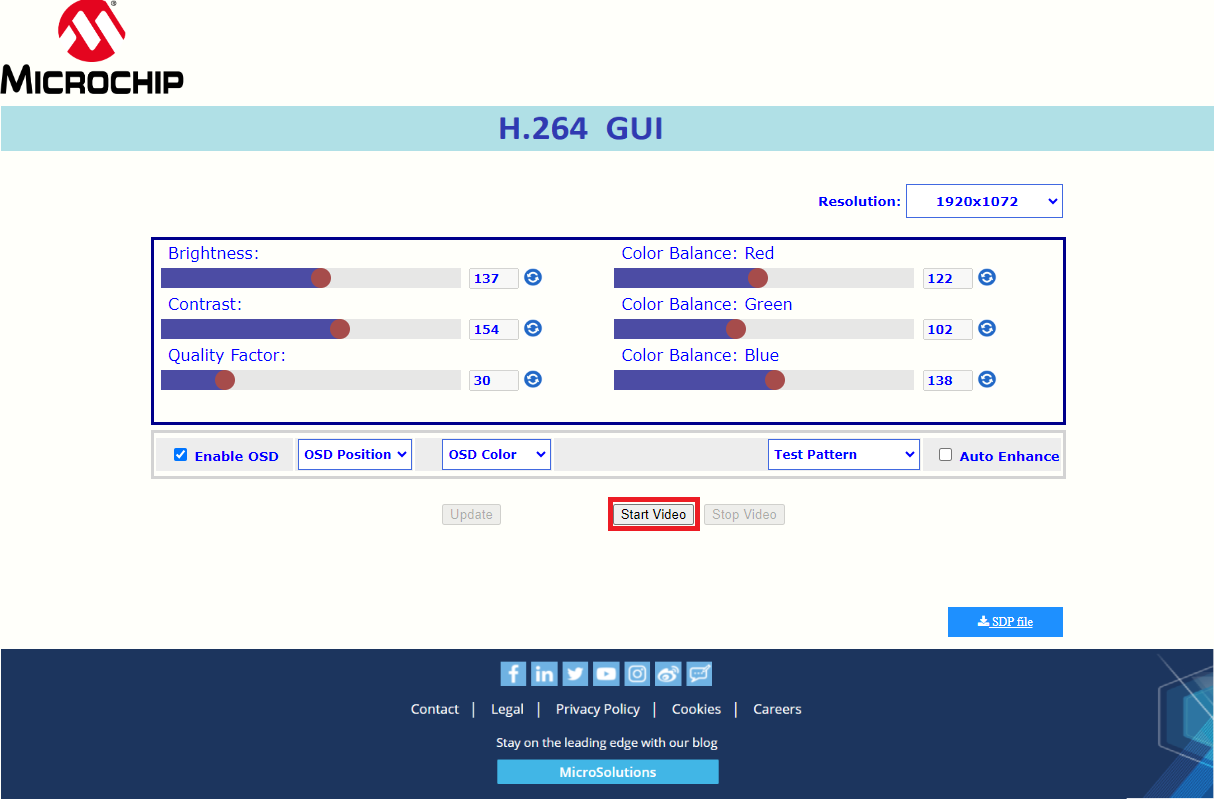 ®
MICROCHIP
H.264 GUI
Resolution: 1920x1072
Brightness:
137
Contrast:
154
Quality Factor:
30
Color Balance: Red
122
Color Balance: Green
102
Color Balance: Blue
138
Enable OSD OSD Position OSD Color Test Pattern Auto Enhance
Update Start Video Stop Video
SDP file
Contact | Legal | Privacy Policy | Cookies | Careers
Stay on the leading edge with our blog
MicroSolutions